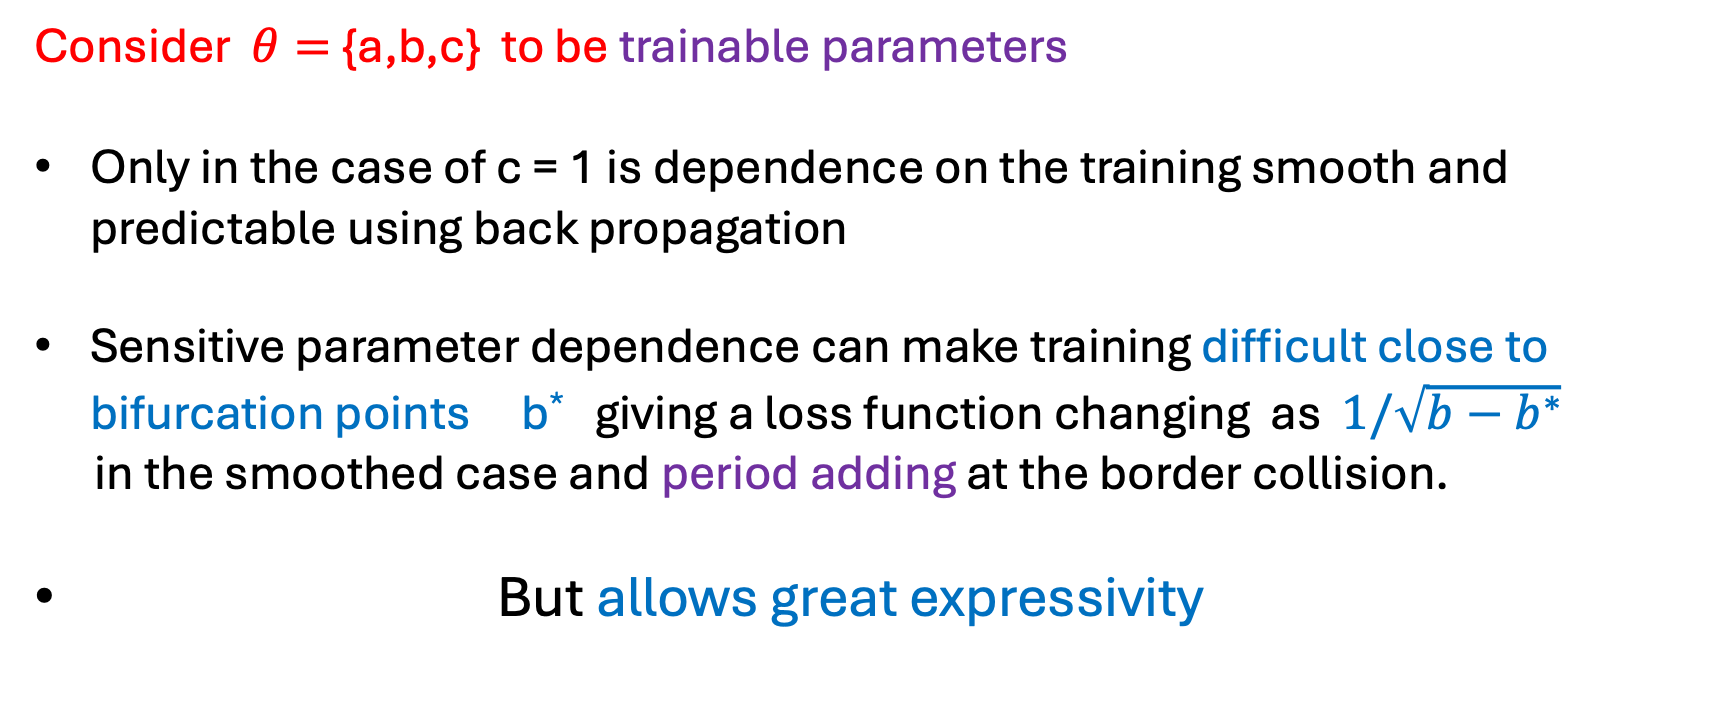 Consider θ = {a,b,c} to be trainable parameters
• Only in the case of c = 1 is dependence on the training smooth and
predictable using back propagation
• Sensitive parameter dependence can make training difficult close to
bifurcation points b* giving a loss function changing as 1/√(b − b*)
in the smoothed case and period adding at the border collision.
• But allows great expressivity